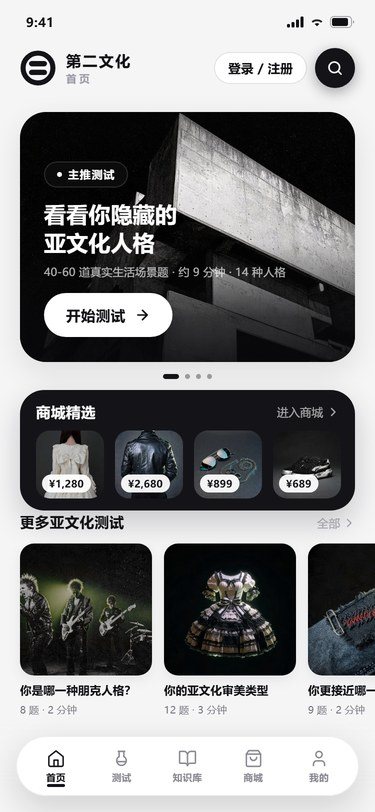 9:41
第二文化
首页
登录 / 注册
主推测试
看看你隐藏的
亚文化人格
40-60 道真实生活场景题 · 约 9 分钟 · 14 种人格
开始测试
商城精选
进入商城
¥1,280
¥2,680
¥899
¥689
更多亚文化测试
全部
你是哪一种朋克人格?
8 题 · 2 分钟
你的亚文化审美类型
12 题 · 3 分钟
你更接近哪一
9 题 · 2 分钟
首页
测试
知识库
商城
我的